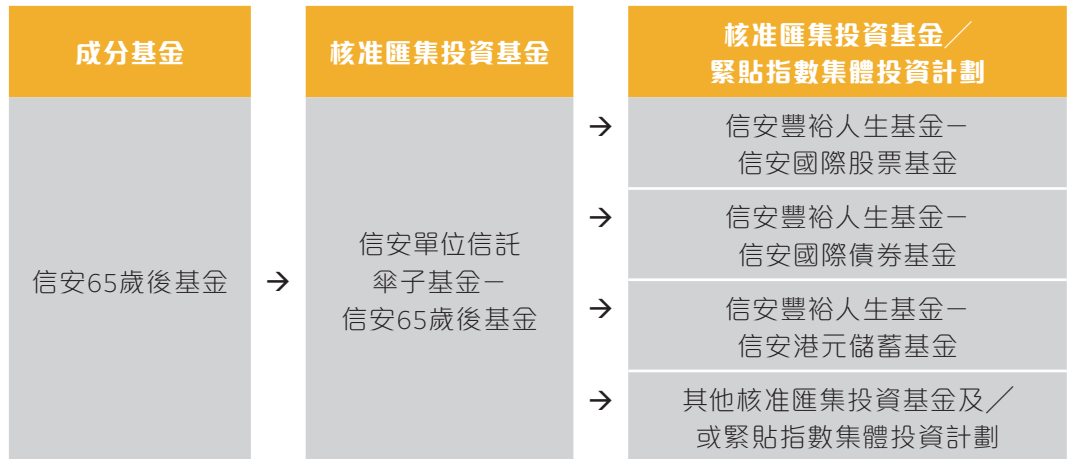 成分基金
核准匯集投資基金
核准匯集投資基金╱
緊貼指數集體投資計劃
信安65歲後基金
→
信安單位信託
傘子基金－
信安65歲後基金
→
信安豐裕人生基金－
信安國際股票基金
→
信安豐裕人生基金－
信安國際債券基金
→
信安豐裕人生基金－
信安港元儲蓄基金
→
其他核准匯集投資基金及╱
或緊貼指數集體投資計劃